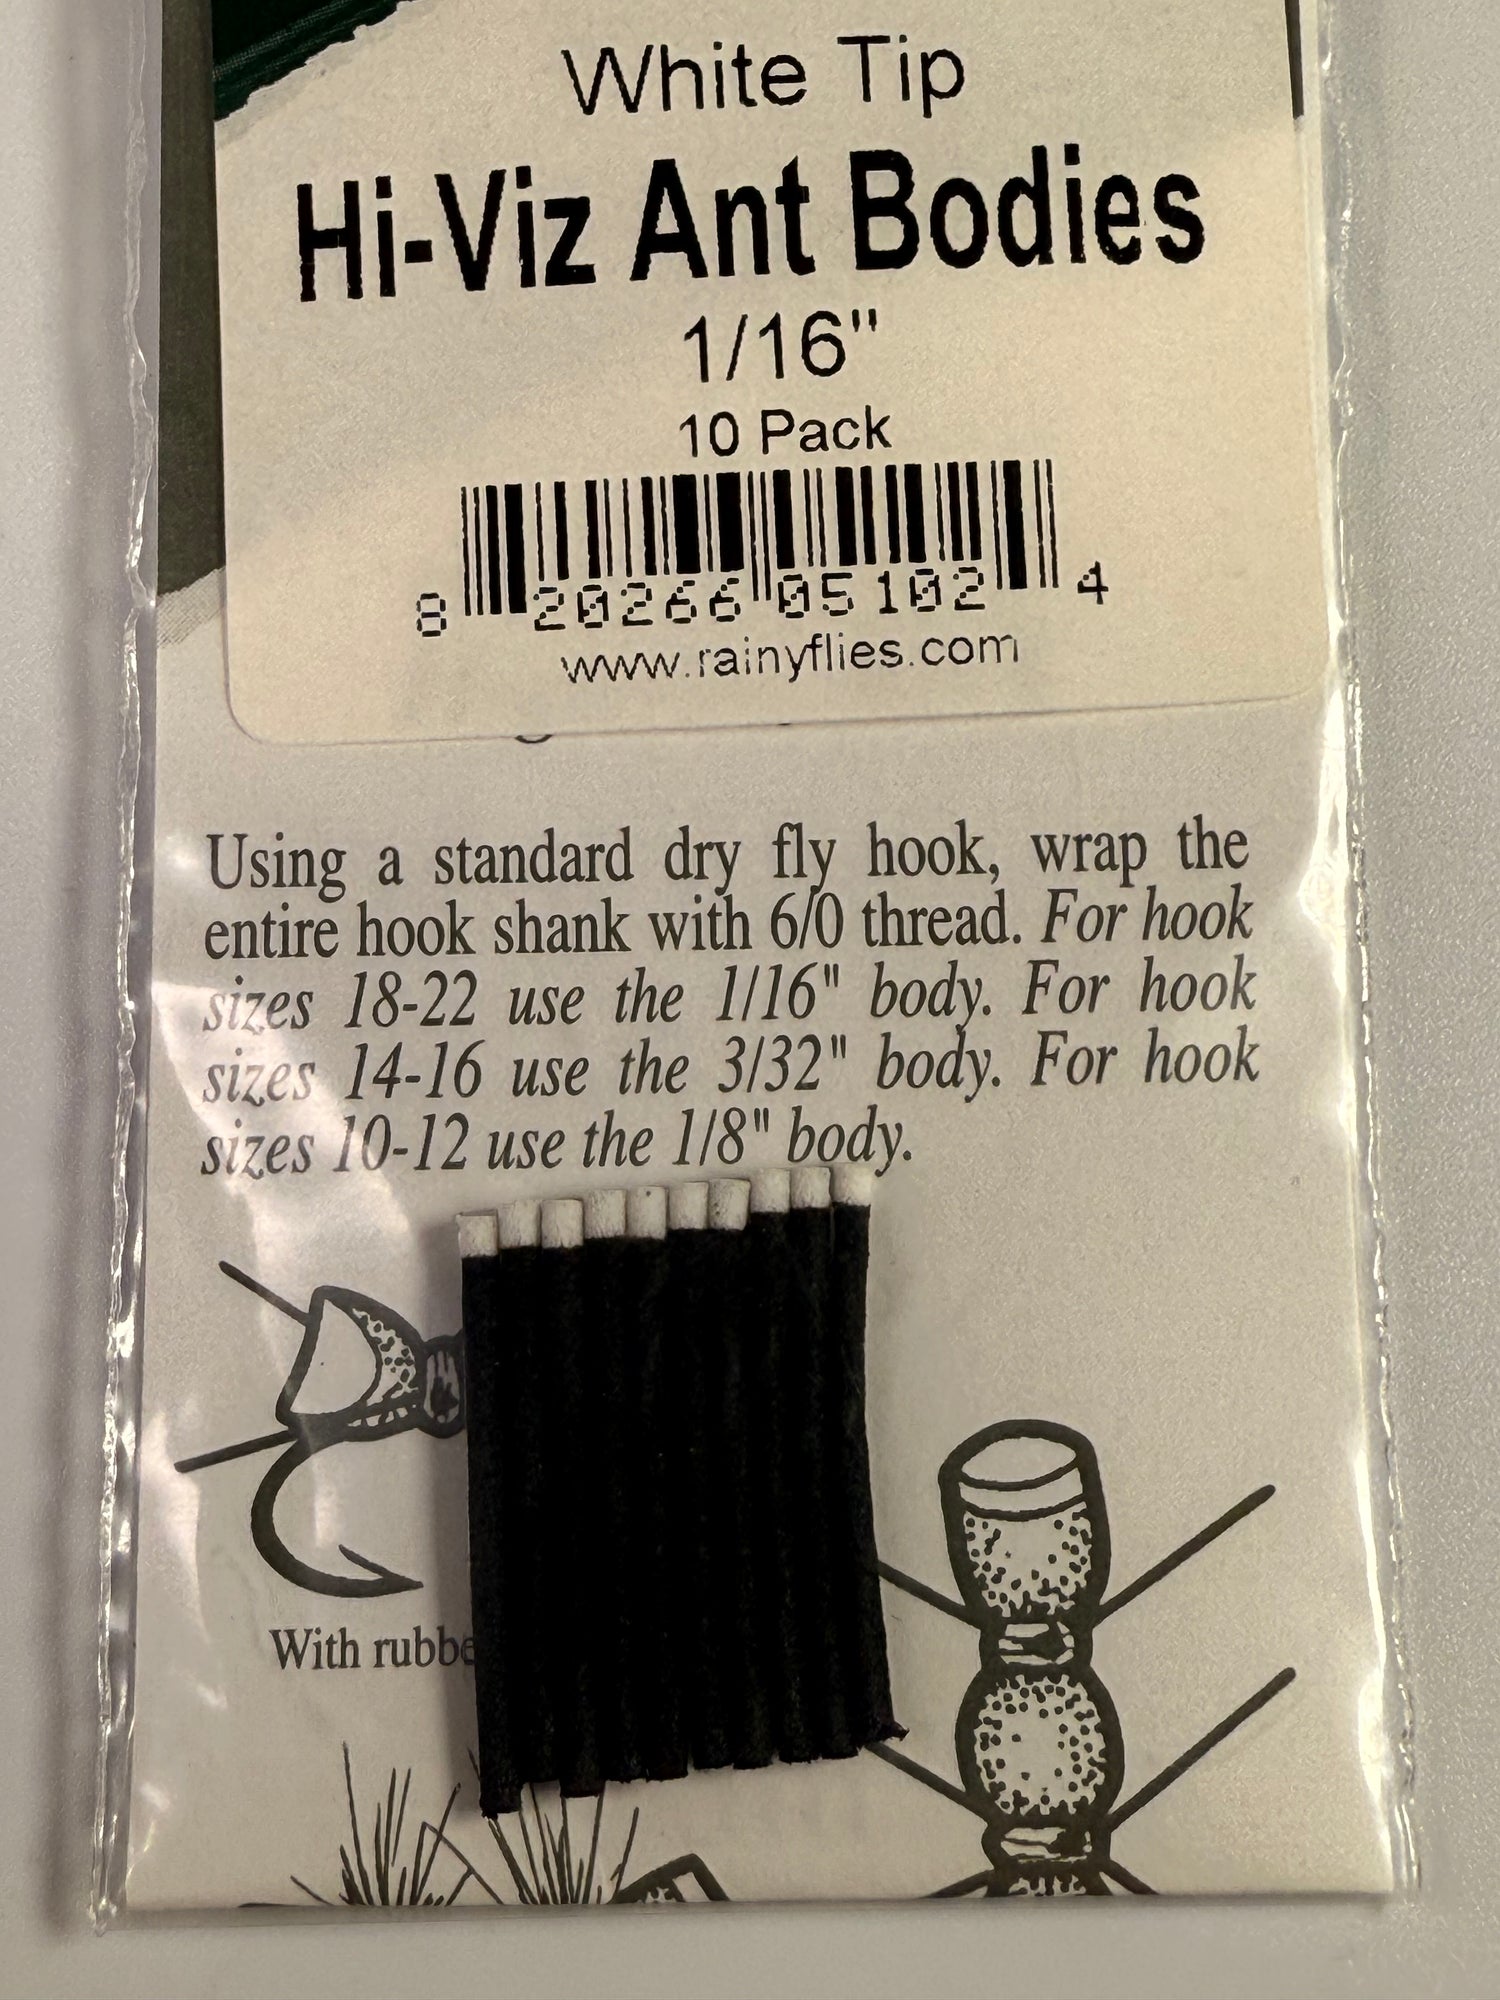 White Tip
Hi-Viz Ant Bodies
1/16"
10 Pack
8 20266 05102 4
www.rainyflies.com
Using a standard dry fly hook, wrap the
entire hook shank with 6/0 thread. For hook
sizes 18-22 use the 1/16" body. For hook
sizes 14-16 use the 3/32" body. For hook
sizes 10-12 use the 1/8" body.
With